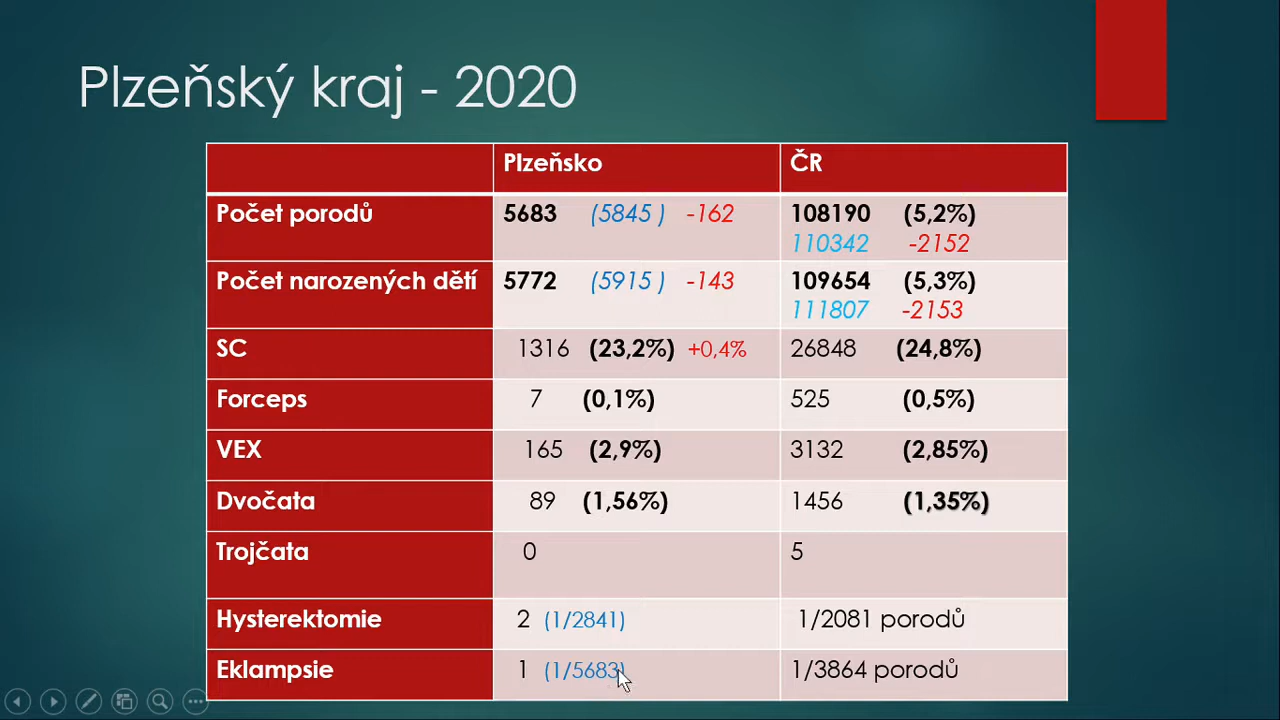 Plzeňský kraj - 2020
Plzeňsko ČR
Počet porodů 5683 (5845 ) -162 108190 (5,2%)
110342 -2152
Počet narozených dětí 5772 (5915 ) -143 109654 (5,3%)
111807 -2153
SC 1316 (23,2%) +0,4% 26848 (24,8%)
Forceps 7 (0,1%) 525 (0,5%)
VEX 165 (2,9%) 3132 (2,85%)
Dvočata 89 (1,56%) 1456 (1,35%)
Trojčata 0 5
Hysterektomie 2 (1/2841) 1/2081 porodů
Eklampsie 1 (1/5683) 1/3864 porodů